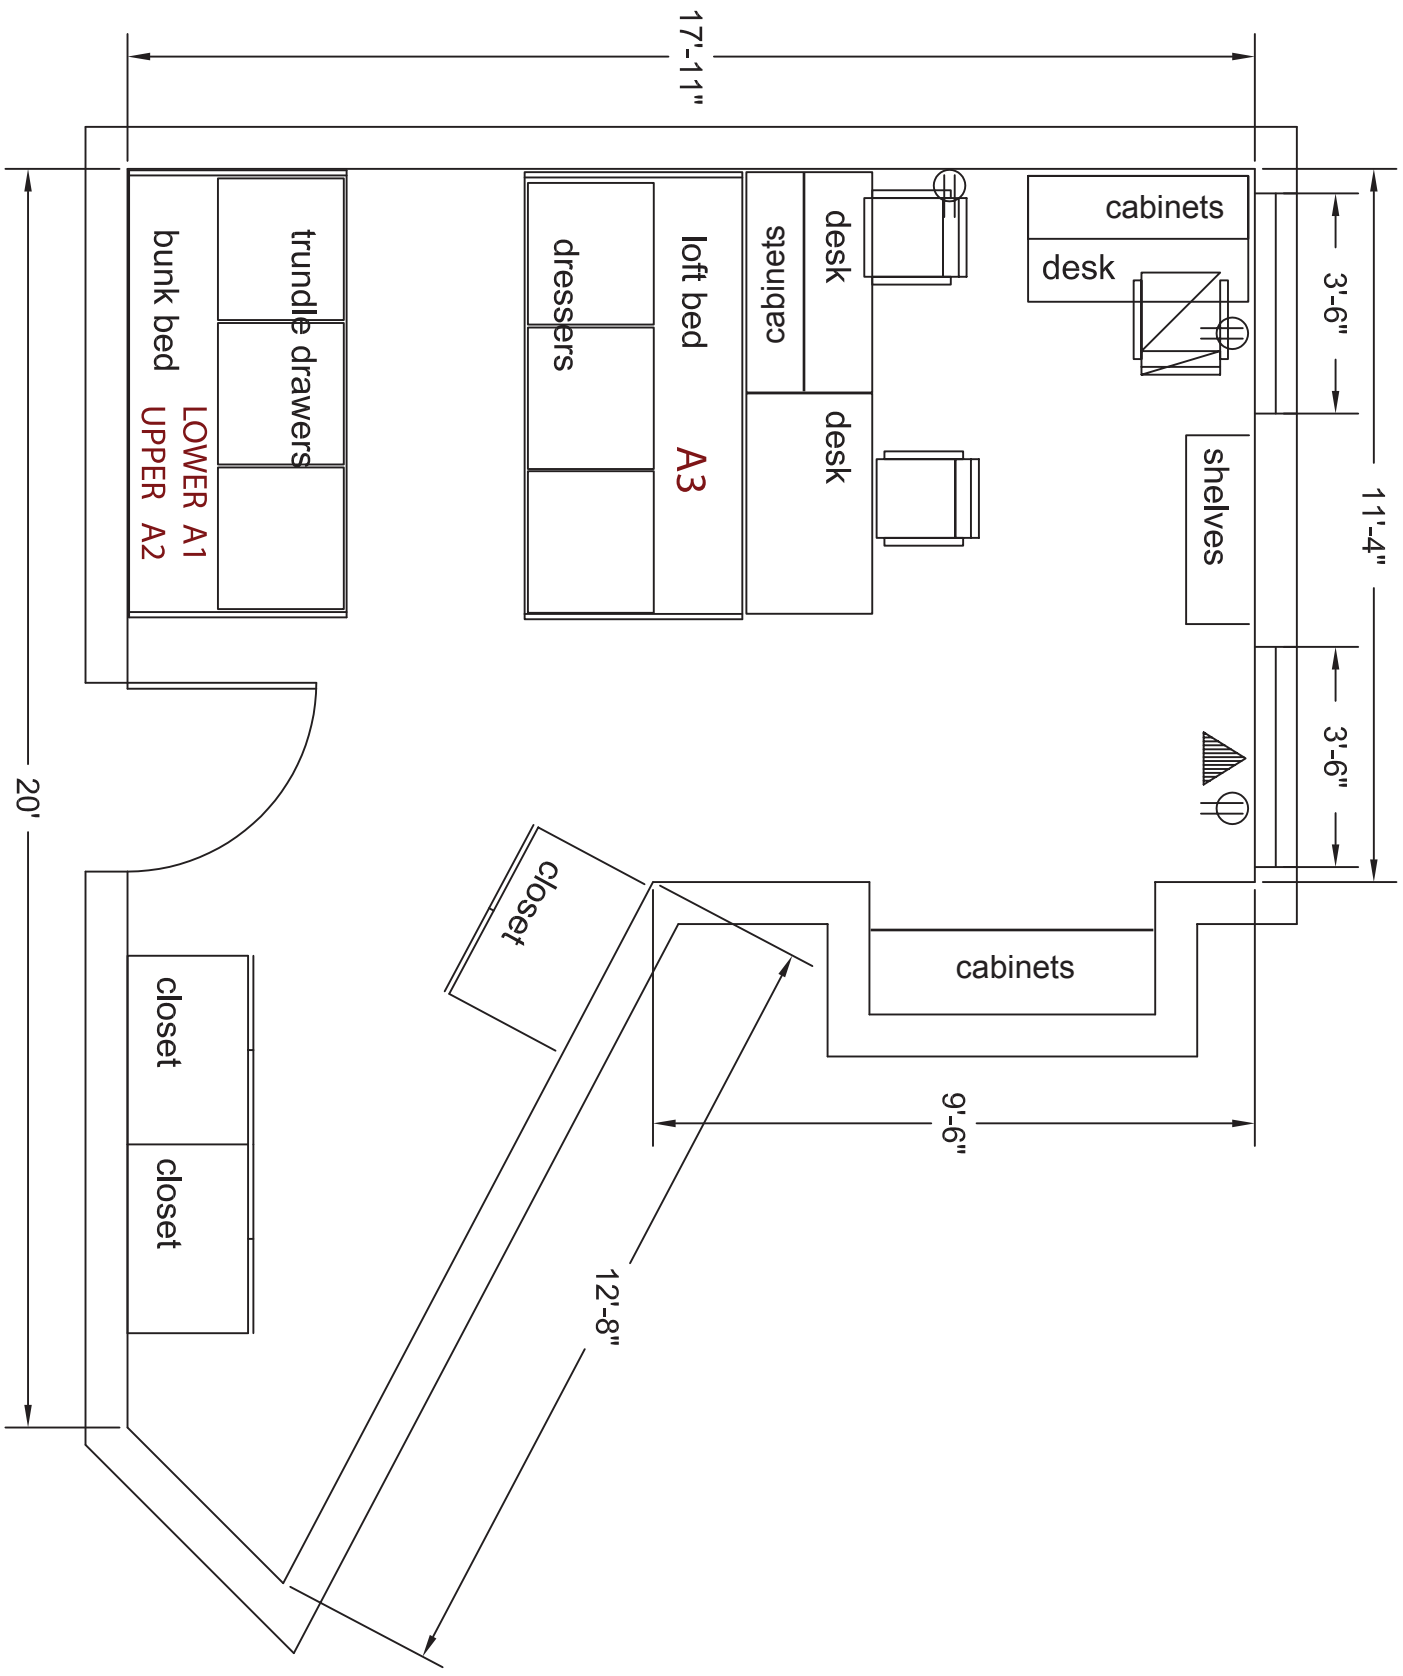 17'-11"
cabinets
desk
3'-6"
desk
cabinets
loft bed
A3
dressers
trundle drawers
bunk bed
LOWER A1
UPPER A2
desk
shelves
11'-4"
3'-6"
20'
closet
cabinets
closet
closet
9'-6"
12'-8"